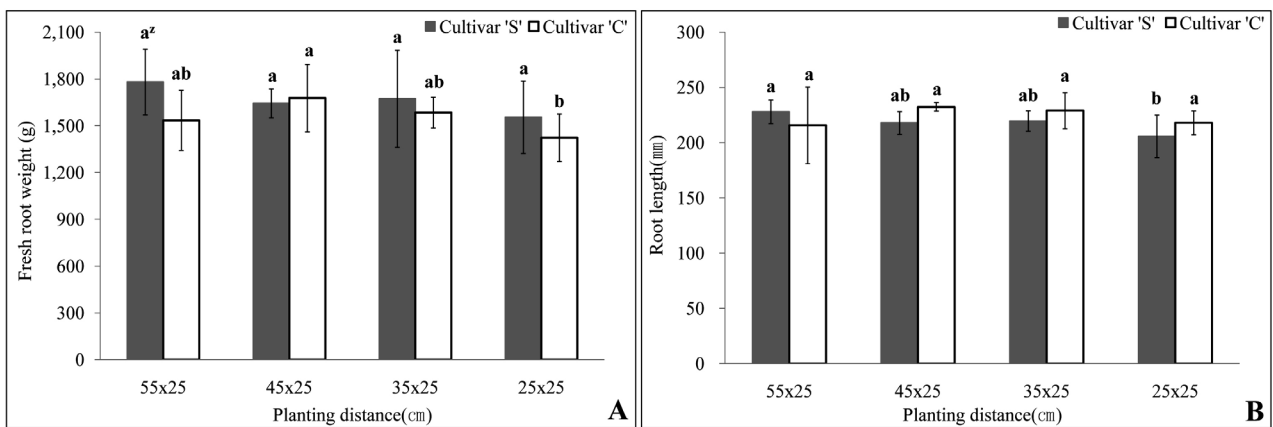 2,100
1,800
1,500
1,200
900
600
300
0
Fresh root weight (g)
Cultivar 'S' Cultivar 'C'
aᶻ ab a a a ab a b
55x25 45x25 35x25 25x25
Planting distance(㎝)
A
300
250
200
150
100
50
0
Root length(㎜)
Cultivar 'S' Cultivar 'C'
a a ab a ab a b a
55x25 45x25 35x25 25x25
Planting distance(㎝)
B